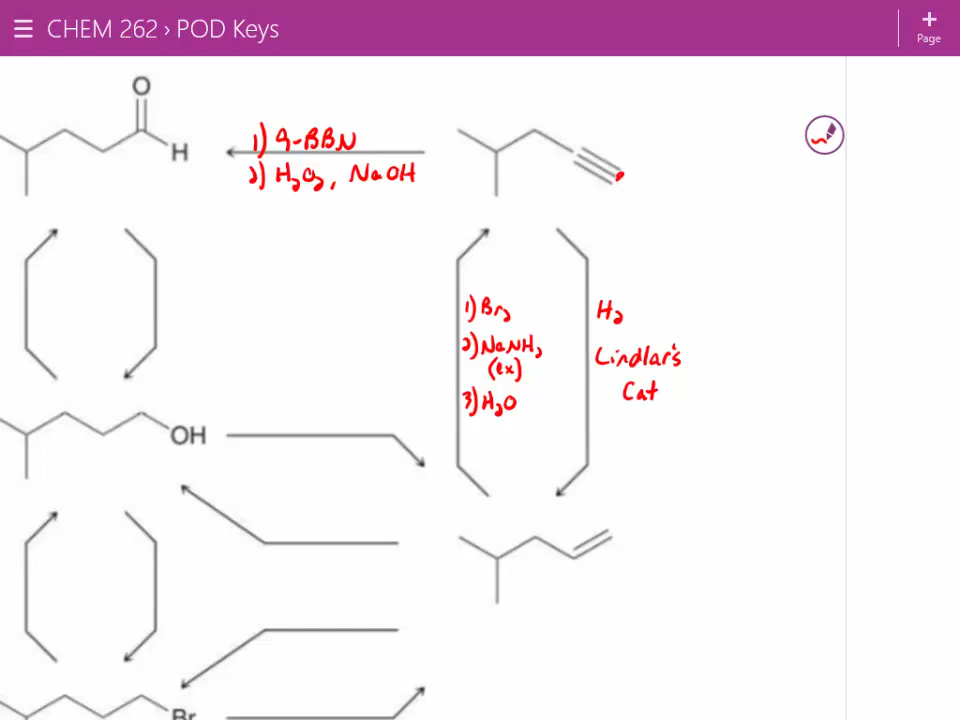 ☰ CHEM 262 › POD Keys
+
Page
O
H
1) 9-BBN
2) H2O2, NaOH
1) Br2
2) NaNH2
(ex)
3) H2O
H2
Lindlar's
Cat
OH
Br